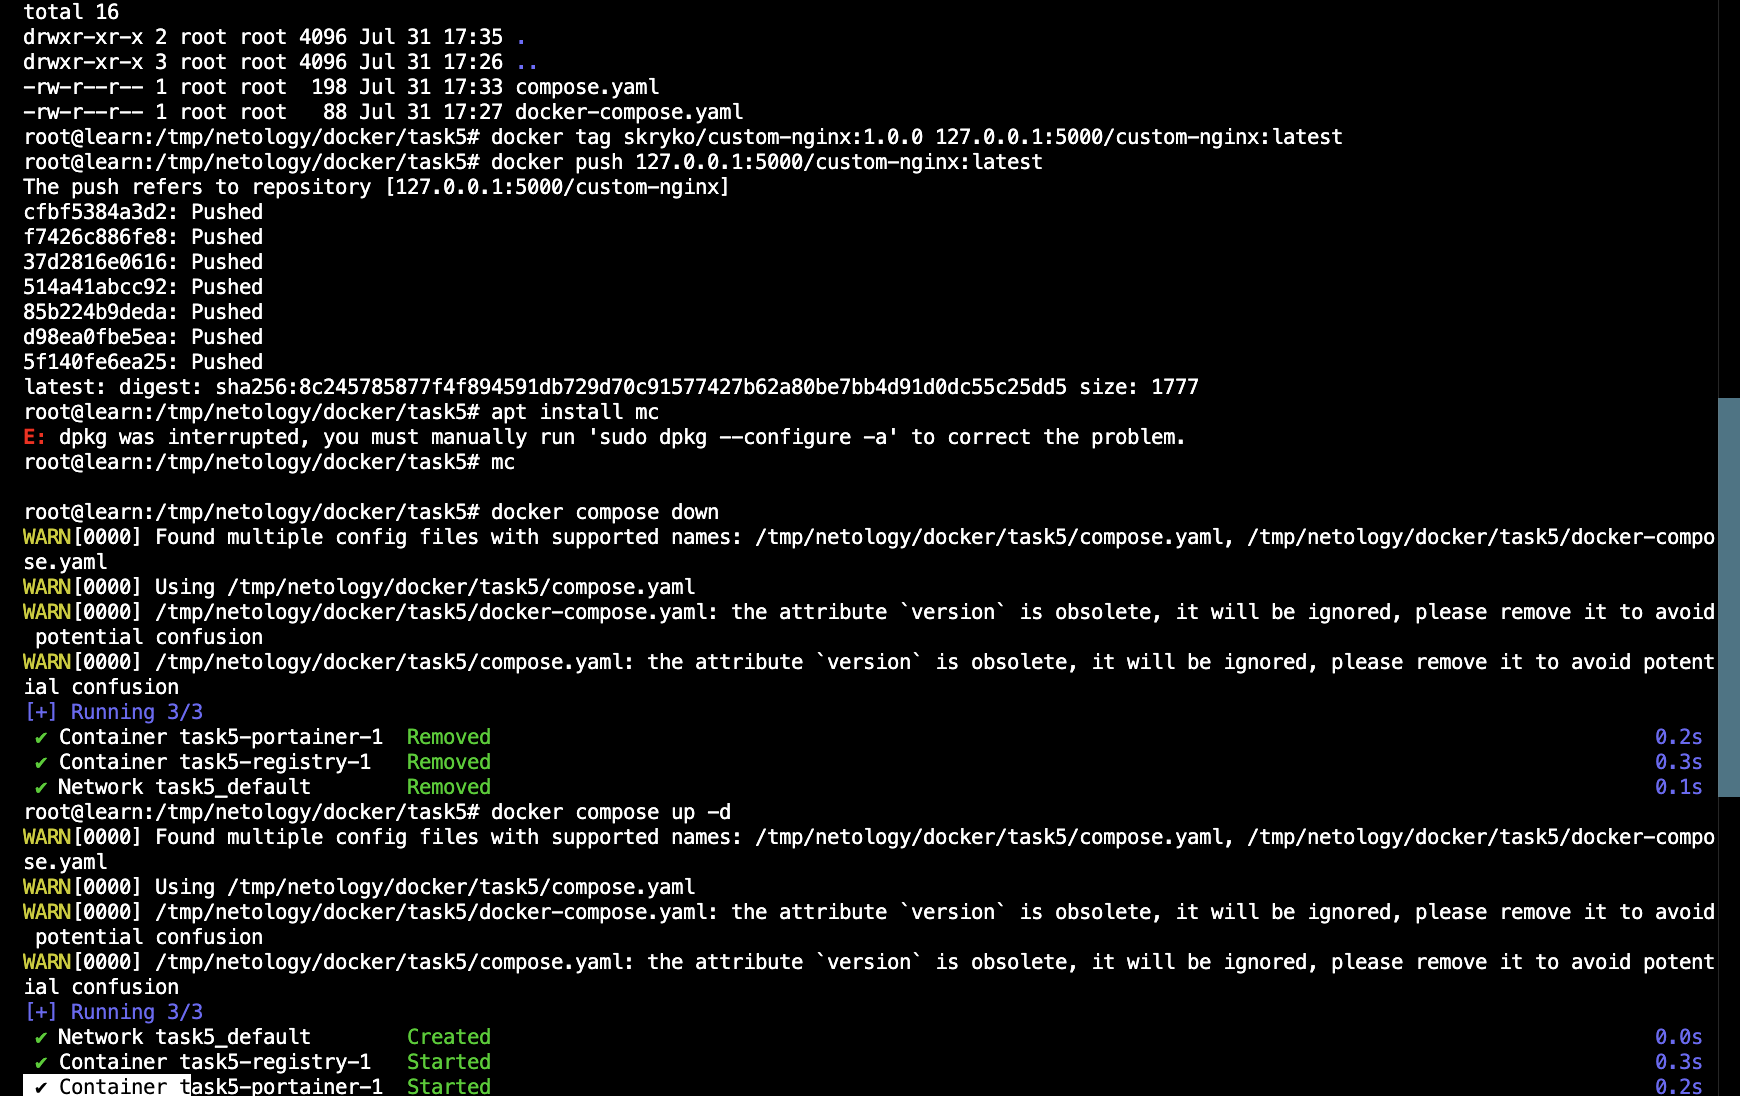 total 16
drwxr-xr-x 2 root root 4096 Jul 31 17:35 .
drwxr-xr-x 3 root root 4096 Jul 31 17:26 ..
-rw-r--r-- 1 root root  198 Jul 31 17:33 compose.yaml
-rw-r--r-- 1 root root   88 Jul 31 17:27 docker-compose.yaml
root@learn:/tmp/netology/docker/task5# docker tag skryko/custom-nginx:1.0.0 127.0.0.1:5000/custom-nginx:latest
root@learn:/tmp/netology/docker/task5# docker push 127.0.0.1:5000/custom-nginx:latest
The push refers to repository [127.0.0.1:5000/custom-nginx]
cfbf5384a3d2: Pushed
f7426c886fe8: Pushed
37d2816e0616: Pushed
514a41abcc92: Pushed
85b224b9deda: Pushed
d98ea0fbe5ea: Pushed
5f140fe6ea25: Pushed
latest: digest: sha256:8c245785877f4f894591db729d70c91577427b62a80be7bb4d91d0dc55c25dd5 size: 1777
root@learn:/tmp/netology/docker/task5# apt install mc
E: dpkg was interrupted, you must manually run 'sudo dpkg --configure -a' to correct the problem.
root@learn:/tmp/netology/docker/task5# mc
root@learn:/tmp/netology/docker/task5# docker compose down
WARN[0000] Found multiple config files with supported names: /tmp/netology/docker/task5/compose.yaml, /tmp/netology/docker/task5/docker-compo
se.yaml
WARN[0000] Using /tmp/netology/docker/task5/compose.yaml
WARN[0000] /tmp/netology/docker/task5/docker-compose.yaml: the attribute `version` is obsolete, it will be ignored, please remove it to avoid
 potential confusion
WARN[0000] /tmp/netology/docker/task5/compose.yaml: the attribute `version` is obsolete, it will be ignored, please remove it to avoid potent
ial confusion
[+] Running 3/3
 ✔ Container task5-portainer-1  Removed 0.2s
 ✔ Container task5-registry-1   Removed 0.3s
 ✔ Network task5_default        Removed 0.1s
root@learn:/tmp/netology/docker/task5# docker compose up -d
WARN[0000] Found multiple config files with supported names: /tmp/netology/docker/task5/compose.yaml, /tmp/netology/docker/task5/docker-compo
se.yaml
WARN[0000] Using /tmp/netology/docker/task5/compose.yaml
WARN[0000] /tmp/netology/docker/task5/docker-compose.yaml: the attribute `version` is obsolete, it will be ignored, please remove it to avoid
 potential confusion
WARN[0000] /tmp/netology/docker/task5/compose.yaml: the attribute `version` is obsolete, it will be ignored, please remove it to avoid potent
ial confusion
[+] Running 3/3
 ✔ Network task5_default        Created 0.0s
 ✔ Container task5-registry-1   Started 0.3s
 ✔ Container task5-portainer-1  Started 0.2s